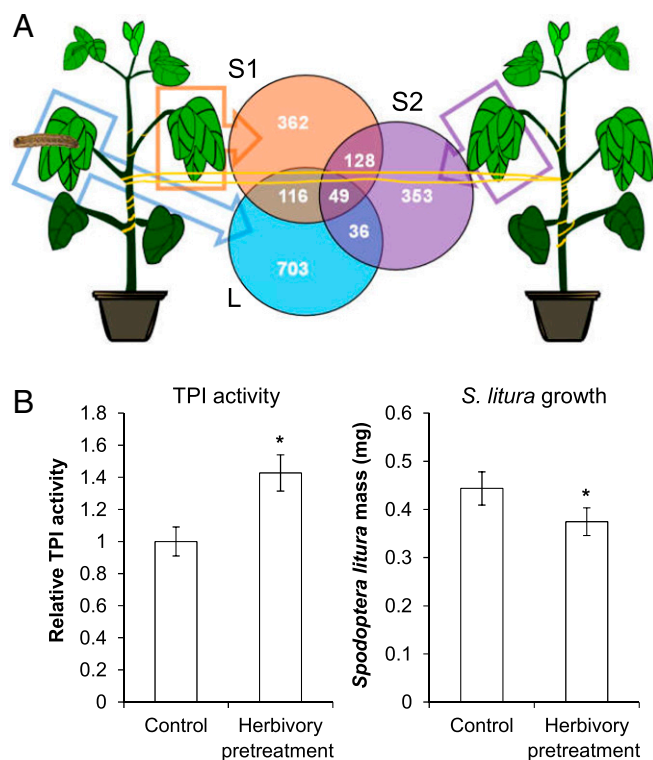 A
S1
S2
362
128
116
49
353
36
703
L
B
TPI activity
Relative TPI activity
1.8
1.6
1.4
1.2
1
0.8
0.6
0.4
0.2
0
*
Control
Herbivory
pretreatment
S. litura growth
Spodoptera litura mass (mg)
0.6
0.5
0.4
0.3
0.2
0.1
0
*
Control
Herbivory
pretreatment